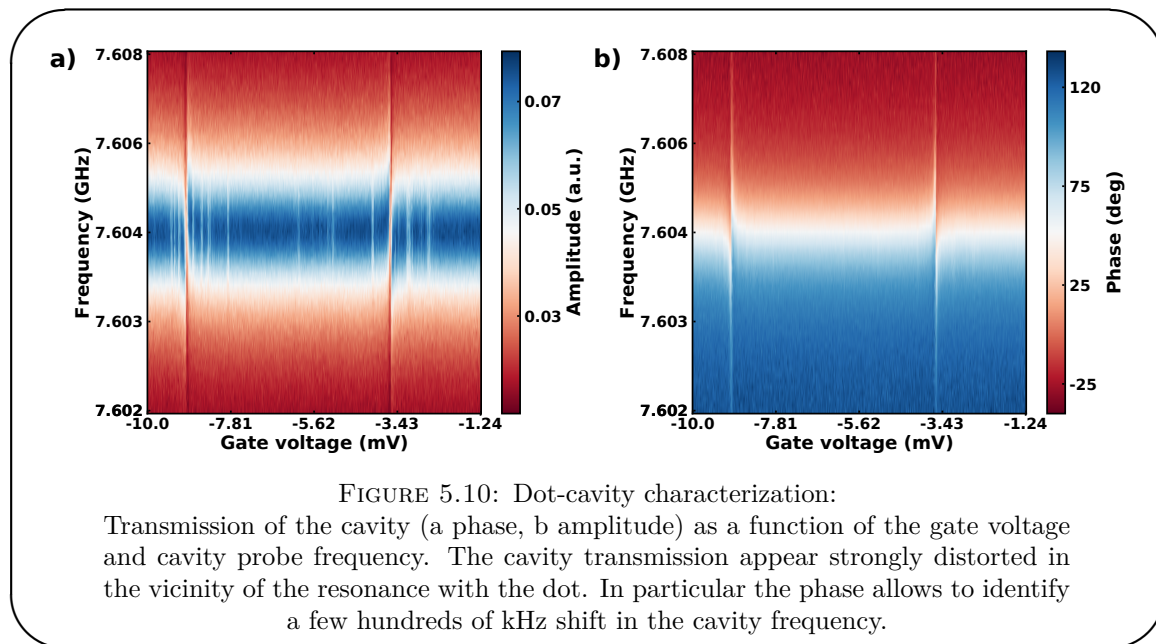 a)
7.608
7.606
7.604
7.603
7.602
Frequency (GHz)
-10.0 -7.81 -5.62 -3.43 -1.24
Gate voltage (mV)
0.07
0.05
0.03
Amplitude (a.u.)
b)
7.608
7.606
7.604
7.603
7.602
Frequency (GHz)
-10.0 -7.81 -5.62 -3.43 -1.24
Gate voltage (mV)
120
75
25
-25
Phase (deg)
FIGURE 5.10: Dot-cavity characterization:
Transmission of the cavity (a phase, b amplitude) as a function of the gate voltage
and cavity probe frequency. The cavity transmission appear strongly distorted in
the vicinity of the resonance with the dot. In particular the phase allows to identify
a few hundreds of kHz shift in the cavity frequency.